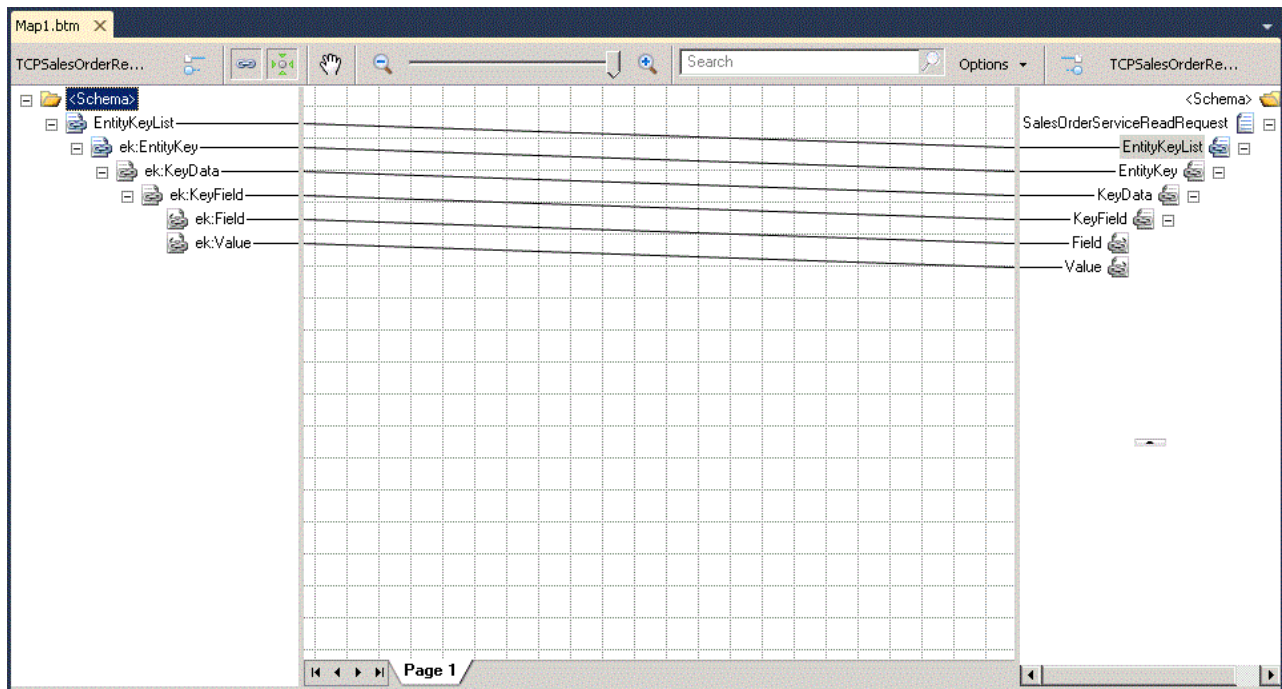 Map1.btm
TCPSalesOrderRe...
Search
Options
TCPSalesOrderRe...
<Schema>
EntityKeyList
ek:EntityKey
ek:KeyData
ek:KeyField
ek:Field
ek:Value
<Schema>
SalesOrderServiceReadRequest
EntityKeyList
EntityKey
KeyData
KeyField
Field
Value
Page 1